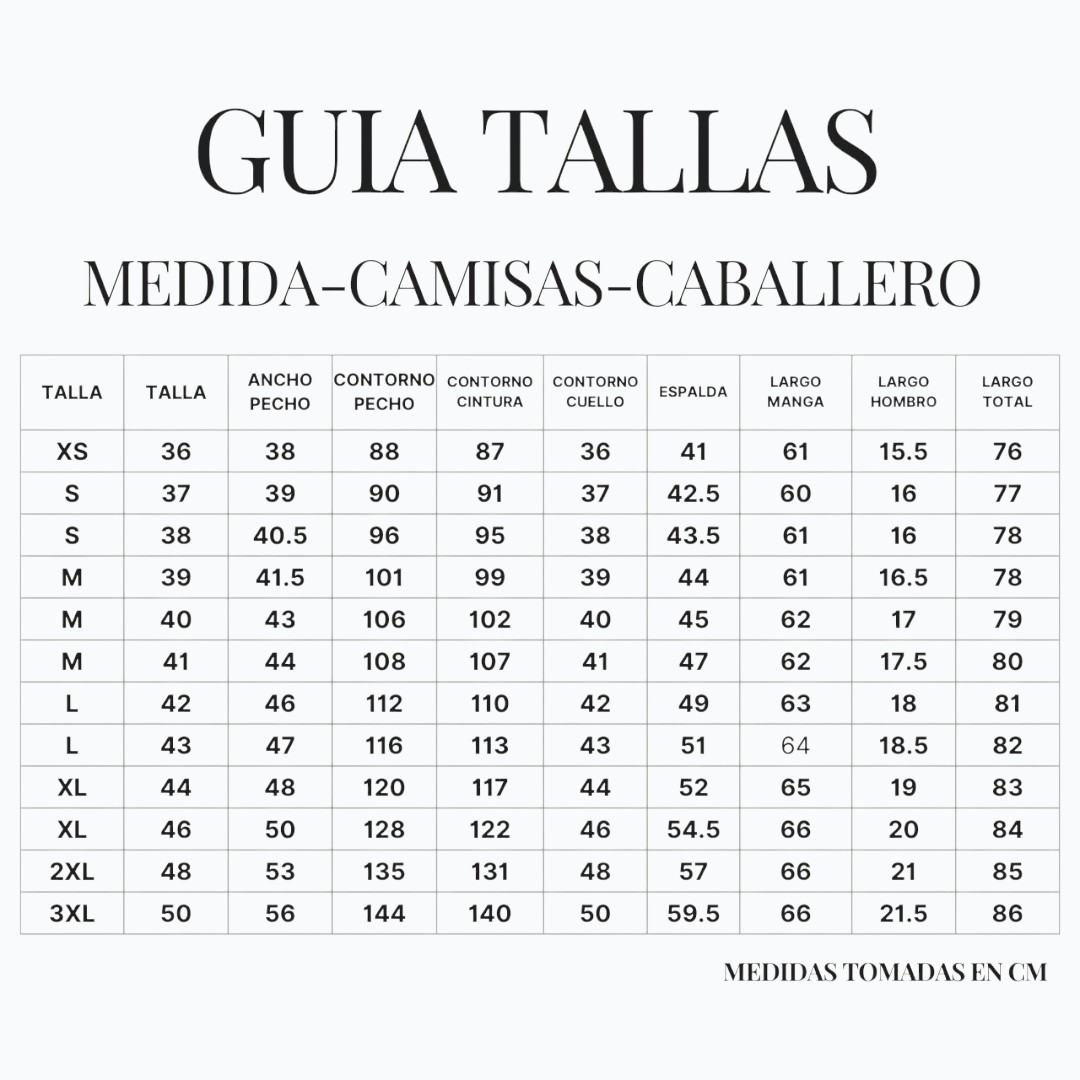 GUIA TALLAS
MEDIDA-CAMISAS-CABALLERO
TALLA TALLA ANCHO PECHO CONTORNO PECHO CONTORNO CINTURA CONTORNO CUELLO ESPALDA LARGO MANGA LARGO HOMBRO LARGO TOTAL
XS 36 38 88 87 36 41 61 15.5 76
S 37 39 90 91 37 42.5 60 16 77
S 38 40.5 96 95 38 43.5 61 16 78
M 39 41.5 101 99 39 44 61 16.5 78
M 40 43 106 102 40 45 62 17 79
M 41 44 108 107 41 47 62 17.5 80
L 42 46 112 110 42 49 63 18 81
L 43 47 116 113 43 51 64 18.5 82
XL 44 48 120 117 44 52 65 19 83
XL 46 50 128 122 46 54.5 66 20 84
2XL 48 53 135 131 48 57 66 21 85
3XL 50 56 144 140 50 59.5 66 21.5 86
MEDIDAS TOMADAS EN CM